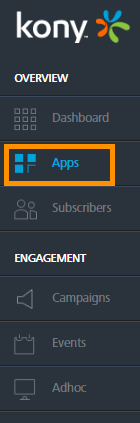 kony
OVERVIEW
Dashboard
Apps
Subscribers
ENGAGEMENT
Campaigns
Events
Adhoc